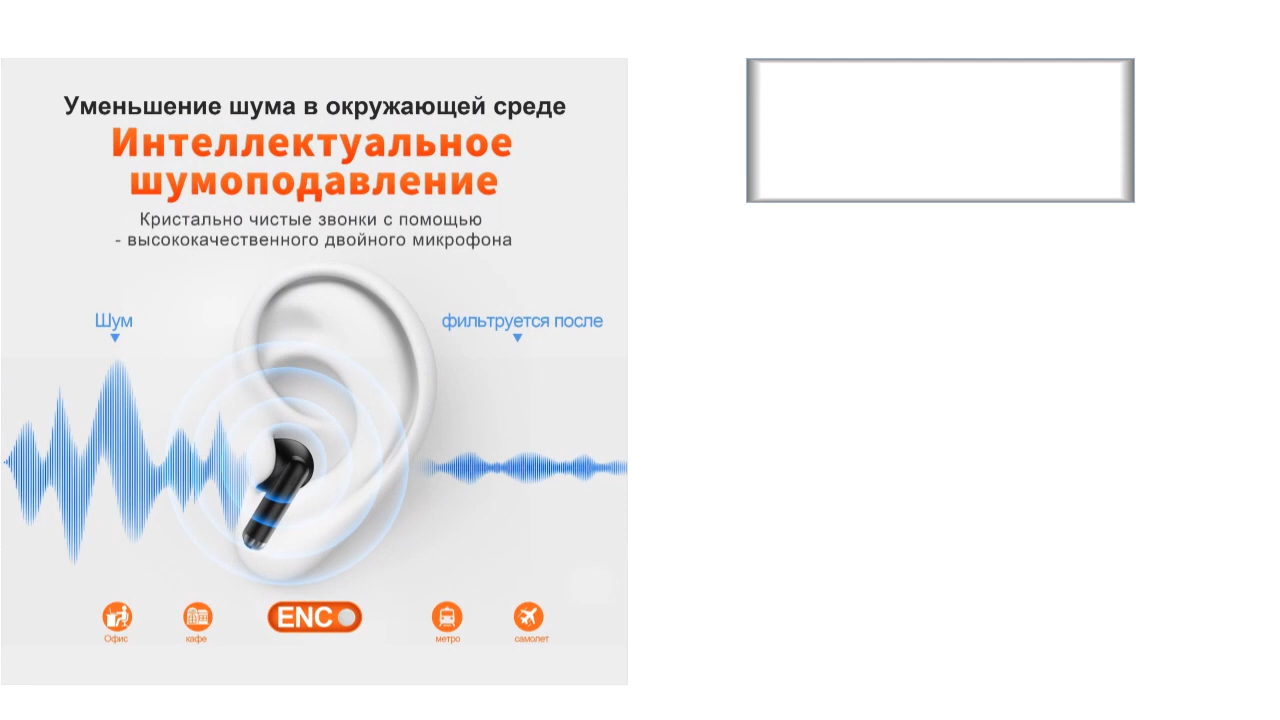 Уменьшение шума в окружающей среде
Интеллектуальное
шумоподавление
Кристально чистые звонки с помощью
- высококачественного двойного микрофона
Шум
фильтруется после
ENC
Офис
кафе
метро
самолет